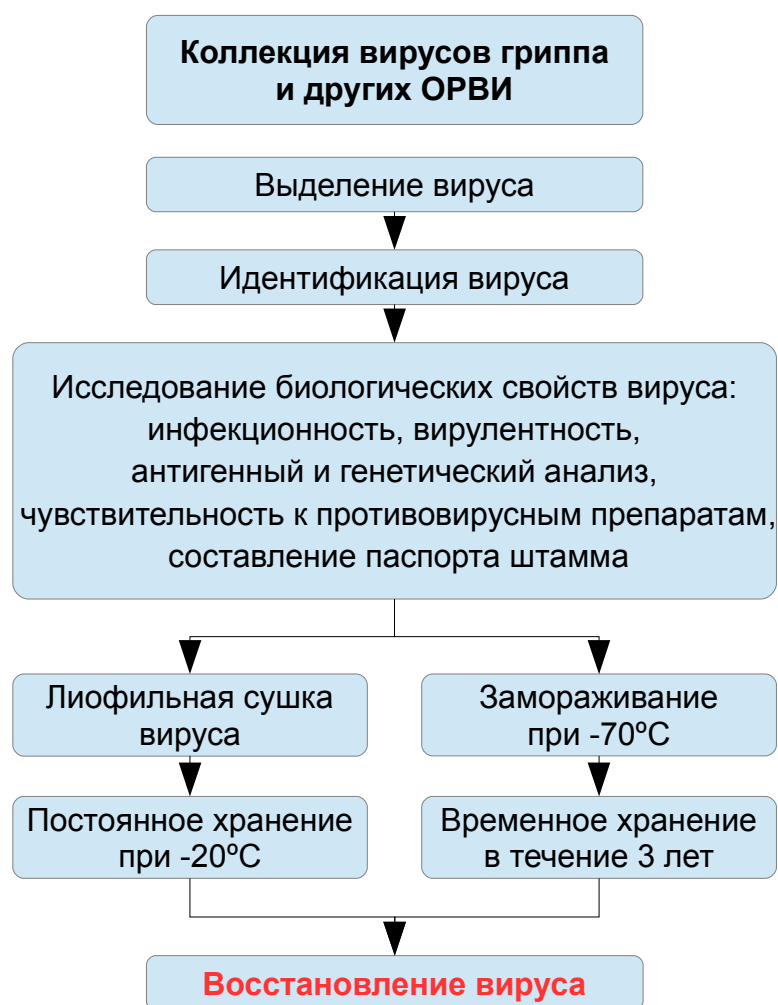 Коллекция вирусов гриппа
и других ОРВИ
Выделение вируса
Идентификация вируса
Исследование биологических свойств вируса:
инфекционность, вирулентность,
антигенный и генетический анализ,
чувствительность к противовирусным препаратам,
составление паспорта штамма
Лиофильная сушка
вируса
Замораживание
при -70ºС
Постоянное хранение
при -20ºС
Временное хранение
в течение 3 лет
Восстановление вируса